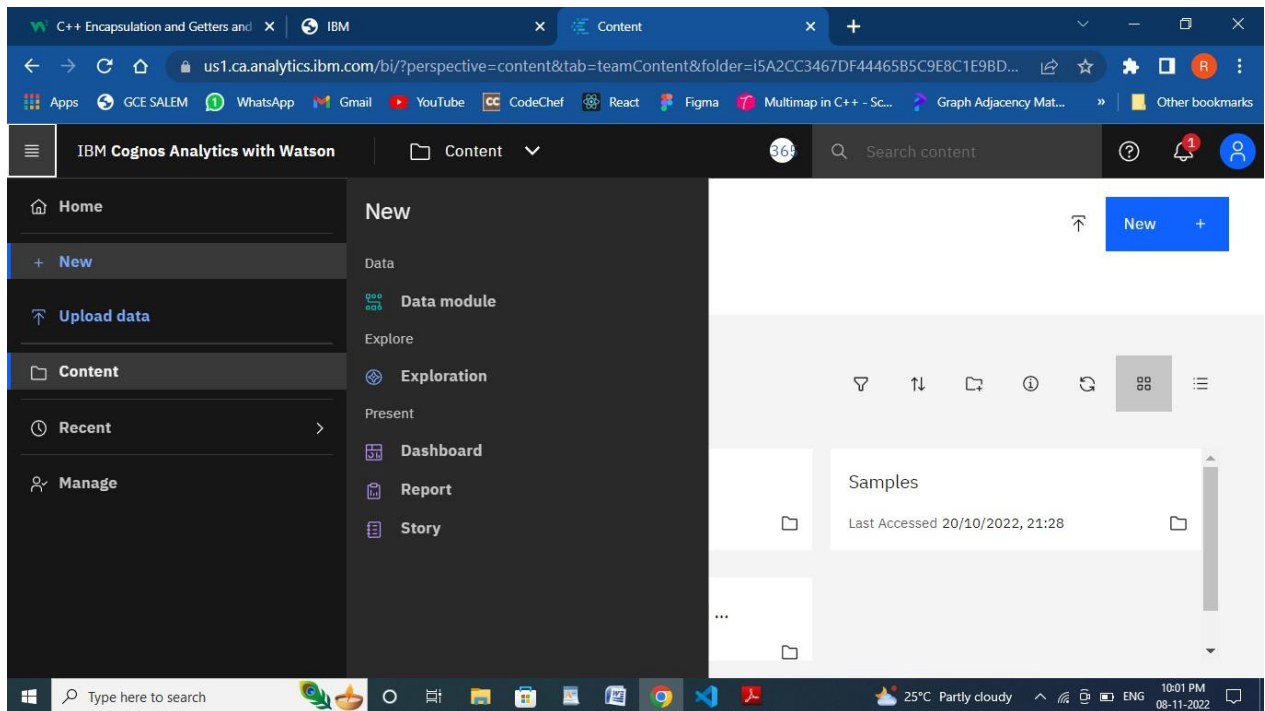 C++ Encapsulation and Getters and
IBM
Content
us1.ca.analytics.ibm.com/bi/?perspective=content&tab=teamContent&folder=i5A2CC3467DF44465B5C9E8C1E9BD...
R
Apps
GCE SALEM
WhatsApp
Gmail
YouTube
CC CodeChef
React
Figma
Multimap in C++ - Sc...
Graph Adjacency Mat...
»
Other bookmarks
IBM Cognos Analytics with Watson
Content
365
Search content
1
Home
New
New
New +
+ New
Data
Data module
Upload data
Explore
Content
Exploration
Present
Recent
Dashboard
Manage
Report
Story
Samples
Last Accessed 20/10/2022, 21:28
...
Type here to search
25°C Partly cloudy
ENG
10:01 PM
08-11-2022